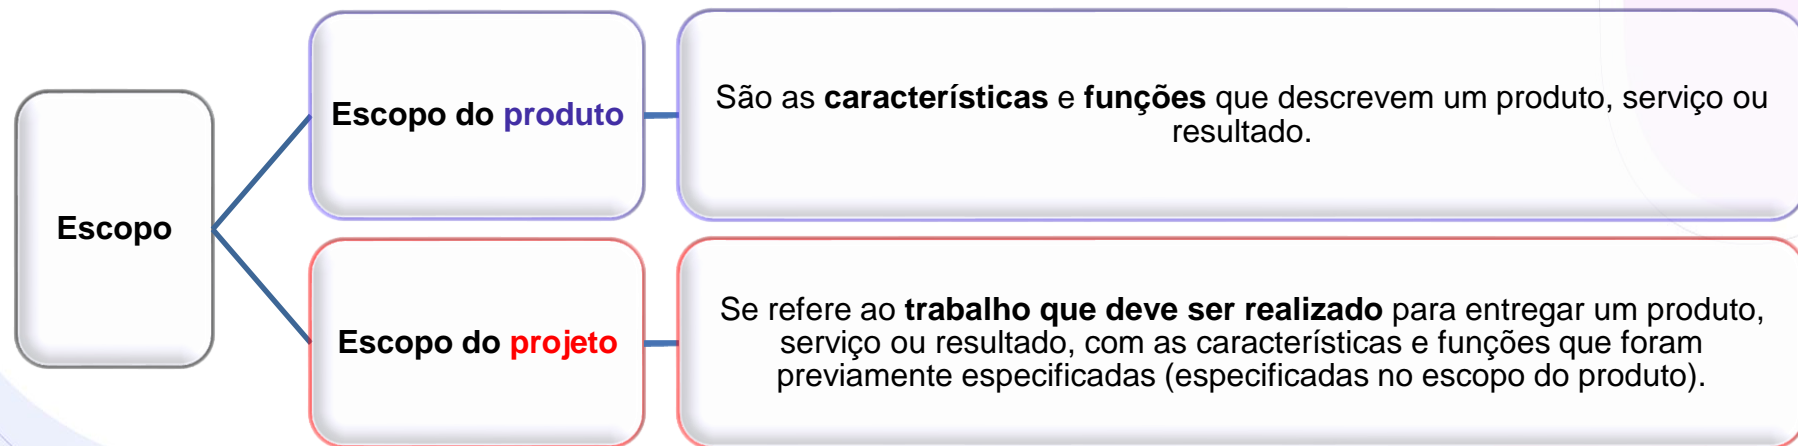 Escopo
Escopo do produto
São as características e funções que descrevem um produto, serviço ou
resultado.
Escopo do projeto
Se refere ao trabalho que deve ser realizado para entregar um produto,
serviço ou resultado, com as características e funções que foram
previamente especificadas (especificadas no escopo do produto).